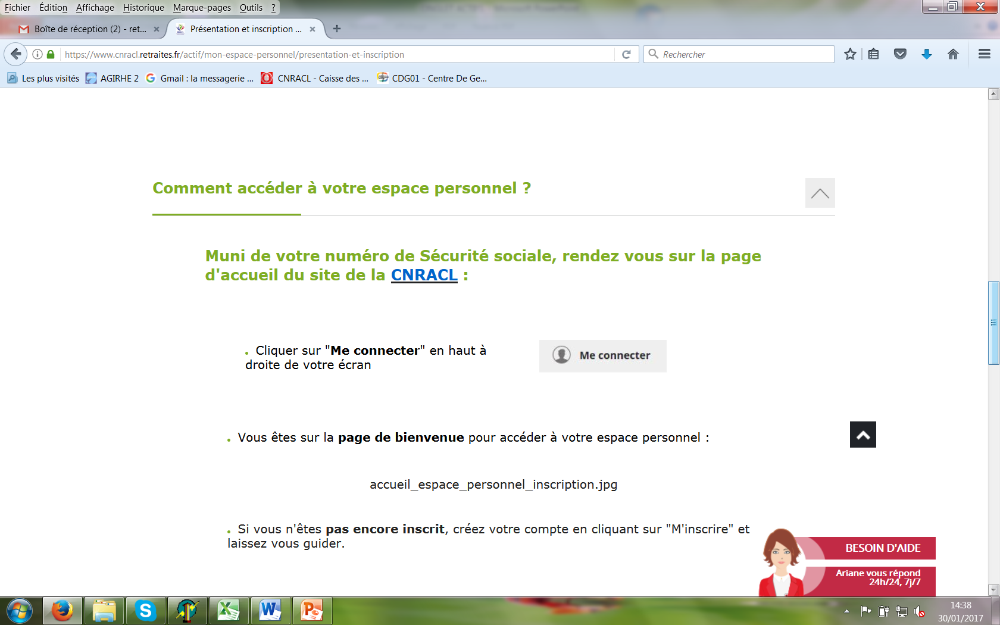 Fichier Édition Affichage Historique Marque-pages Outils ?
Boîte de réception (2) - ret... × Présentation et inscription ... × +
https://www.cnracl.retraites.fr/actif/mon-espace-personnel/presentation-et-inscription Rechercher
Les plus visités AGIRHE 2 Gmail : la messagerie ... CNRACL - Caisse des ... CDG01 - Centre De Ge...
Comment accéder à votre espace personnel ?
Muni de votre numéro de Sécurité sociale, rendez vous sur la page
d'accueil du site de la CNRACL :
• Cliquer sur "Me connecter" en haut à
droite de votre écran
Me connecter
• Vous êtes sur la page de bienvenue pour accéder à votre espace personnel :
accueil_espace_personnel_inscription.jpg
• Si vous n'êtes pas encore inscrit, créez votre compte en cliquant sur "M'inscrire" et
laissez vous guider.
BESOIN D'AIDE
Ariane vous répond
24h/24, 7j/7
14:38
30/01/2017